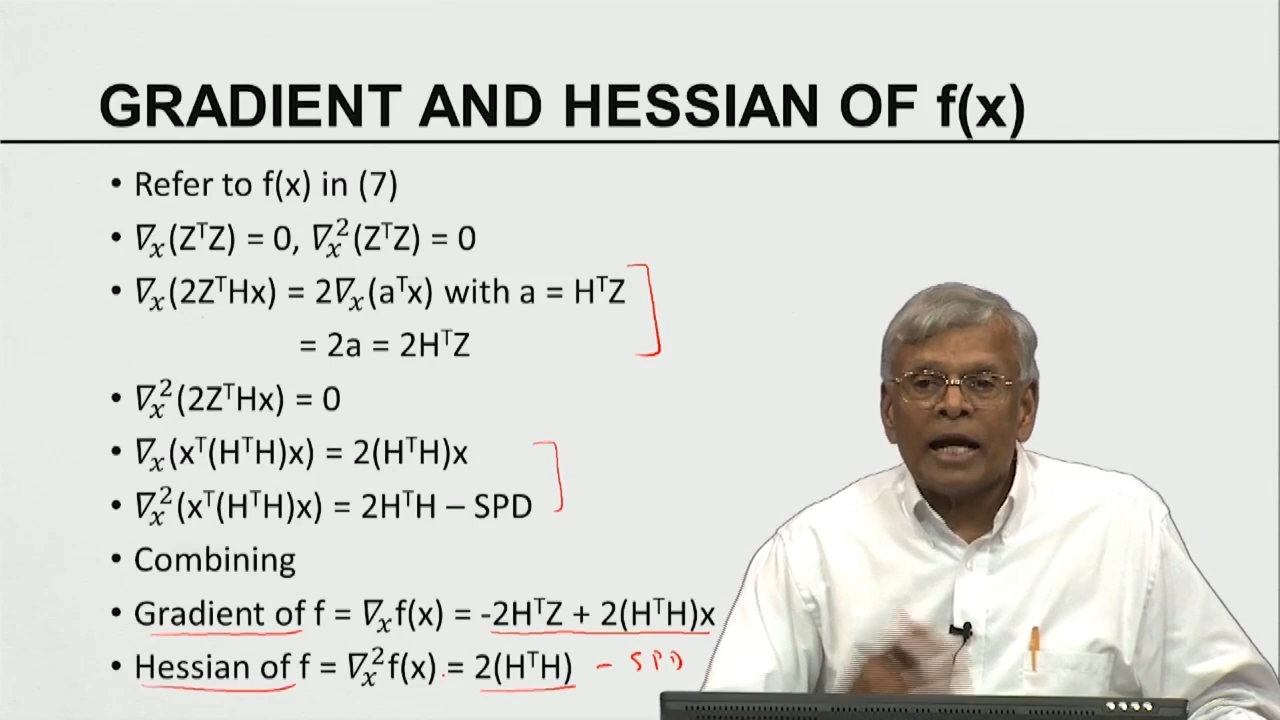 GRADIENT AND HESSIAN OF f(x)
• Refer to f(x) in (7)
• ∇ₓ(ZᵀZ) = 0, ∇ₓ²(ZᵀZ) = 0
• ∇ₓ(2ZᵀHx) = 2∇ₓ(aᵀx) with a = HᵀZ
= 2a = 2HᵀZ
• ∇ₓ²(2ZᵀHx) = 0
• ∇ₓ(xᵀ(HᵀH)x) = 2(HᵀH)x
• ∇ₓ²(xᵀ(HᵀH)x) = 2HᵀH – SPD
• Combining
• Gradient of f = ∇ₓf(x) = -2HᵀZ + 2(HᵀH)x
• Hessian of f = ∇ₓ²f(x) = 2(HᵀH) – SPD